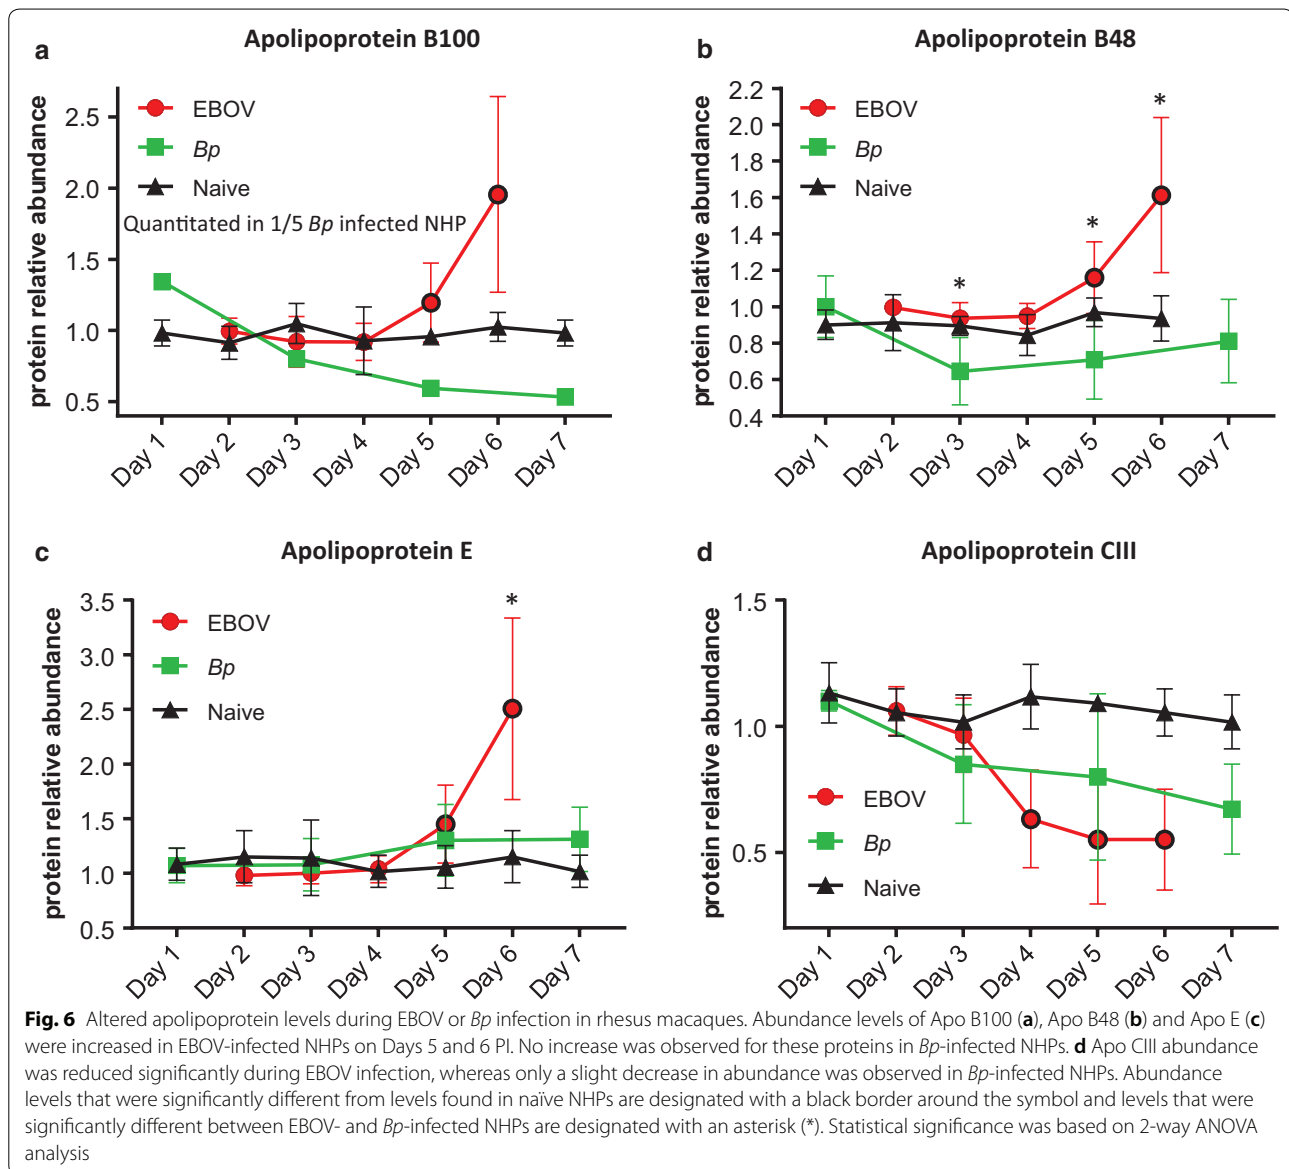 a
Apolipoprotein B100
protein relative abundance
2.5
2.0
1.5
1.0
0.5
EBOV
Bp
Naive
Quantitated in 1/5 Bp infected NHP
Day 1
Day 2
Day 3
Day 4
Day 5
Day 6
Day 7
b
Apolipoprotein B48
protein relative abundance
2.2
2.0
1.8
1.6
1.4
1.2
1.0
0.8
0.6
0.4
EBOV
Bp
Naive
*
*
*
Day 1
Day 2
Day 3
Day 4
Day 5
Day 6
Day 7
c
Apolipoprotein E
protein relative abundance
3.5
3.0
2.5
2.0
1.5
1.0
0.5
EBOV
Bp
Naive
*
Day 1
Day 2
Day 3
Day 4
Day 5
Day 6
Day 7
d
Apolipoprotein CIII
protein relative abundance
1.5
1.0
0.5
EBOV
Bp
Naive
Day 1
Day 2
Day 3
Day 4
Day 5
Day 6
Day 7
Fig. 6 Altered apolipoprotein levels during EBOV or Bp infection in rhesus macaques. Abundance levels of Apo B100 (a), Apo B48 (b) and Apo E (c)
were increased in EBOV-infected NHPs on Days 5 and 6 PI. No increase was observed for these proteins in Bp-infected NHPs. d Apo CIII abundance
was reduced significantly during EBOV infection, whereas only a slight decrease in abundance was observed in Bp-infected NHPs. Abundance
levels that were significantly different from levels found in naïve NHPs are designated with a black border around the symbol and levels that were
significantly different between EBOV- and Bp-infected NHPs are designated with an asterisk (*). Statistical significance was based on 2-way ANOVA
analysis